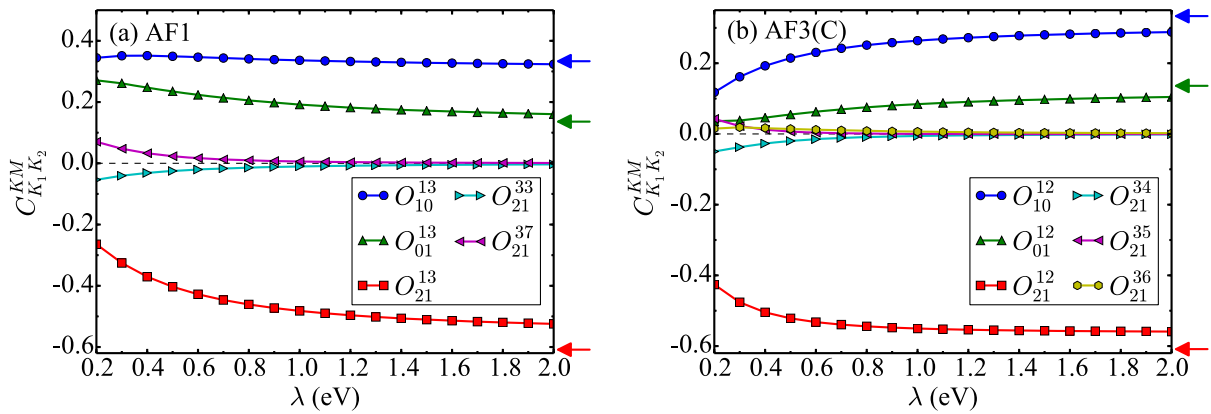 (a) AF1
0.4
0.2
0.0
-0.2
-0.4
-0.6
C^{KM}_{K_1K_2}
O^{13}_{10}
O^{13}_{01}
O^{13}_{21}
O^{33}_{21}
O^{37}_{21}
0.2 0.4 0.6 0.8 1.0 1.2 1.4 1.6 1.8 2.0
λ (eV)
(b) AF3(C)
0.2
0.0
-0.2
-0.4
-0.6
C^{KM}_{K_1K_2}
O^{12}_{10}
O^{12}_{01}
O^{12}_{21}
O^{34}_{21}
O^{35}_{21}
O^{36}_{21}
0.2 0.4 0.6 0.8 1.0 1.2 1.4 1.6 1.8 2.0
λ (eV)